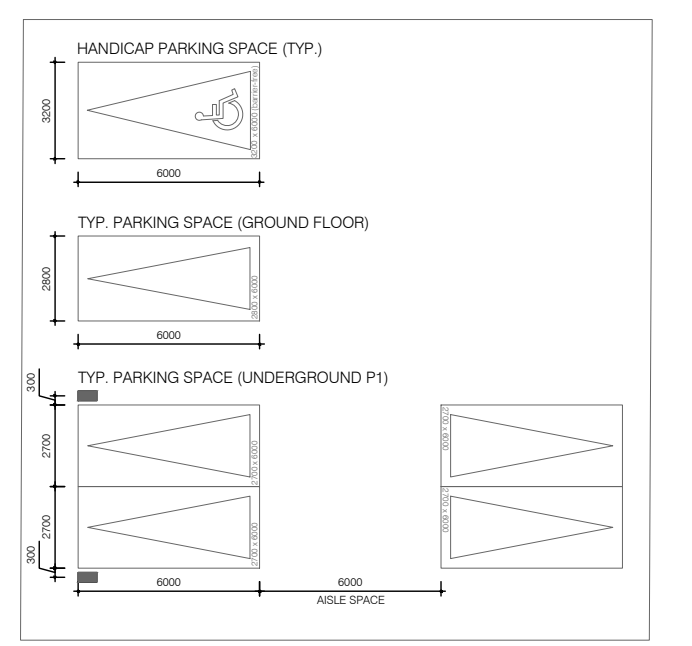 HANDICAP PARKING SPACE (TYP.)
3200
3200 x 6000 (barrier-free)
6000
TYP. PARKING SPACE (GROUND FLOOR)
2800
2800 x 6000
6000
TYP. PARKING SPACE (UNDERGROUND P1)
300
2700
2700 x 6000
2700 x 6000
2700
2700 x 6000
2700 x 6000
300
6000
6000
AISLE SPACE